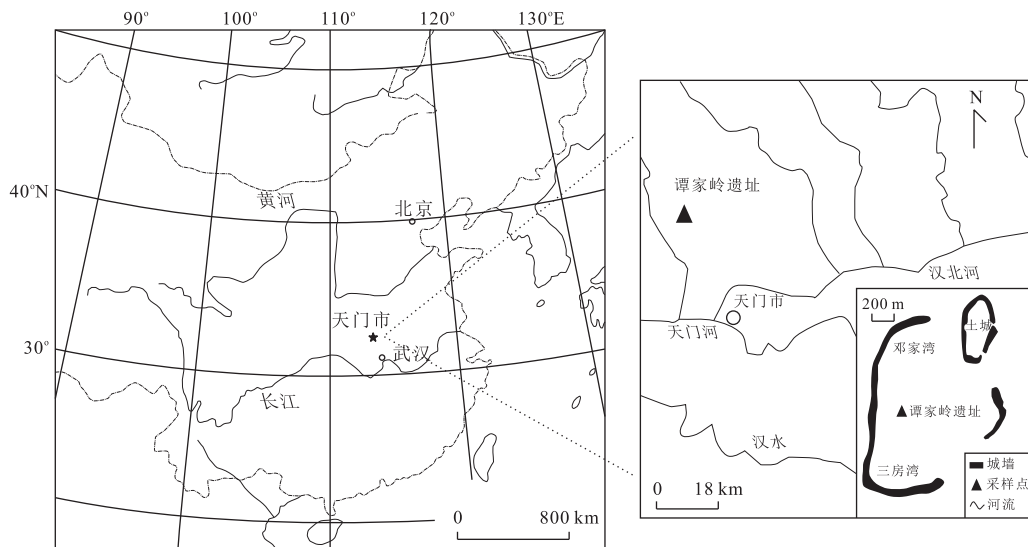 90° 100° 110° 120° 130°E
40°N
30°
黄河
北京
天门市
武汉
长江
0 800 km
N
谭家岭遗址
汉北河
天门市
天门河
汉水
0 18 km
200 m
土城
邓家湾
谭家岭遗址
三房湾
城墙
采样点
河流